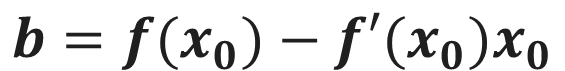 b = f(x₀) − f′(x₀)x₀